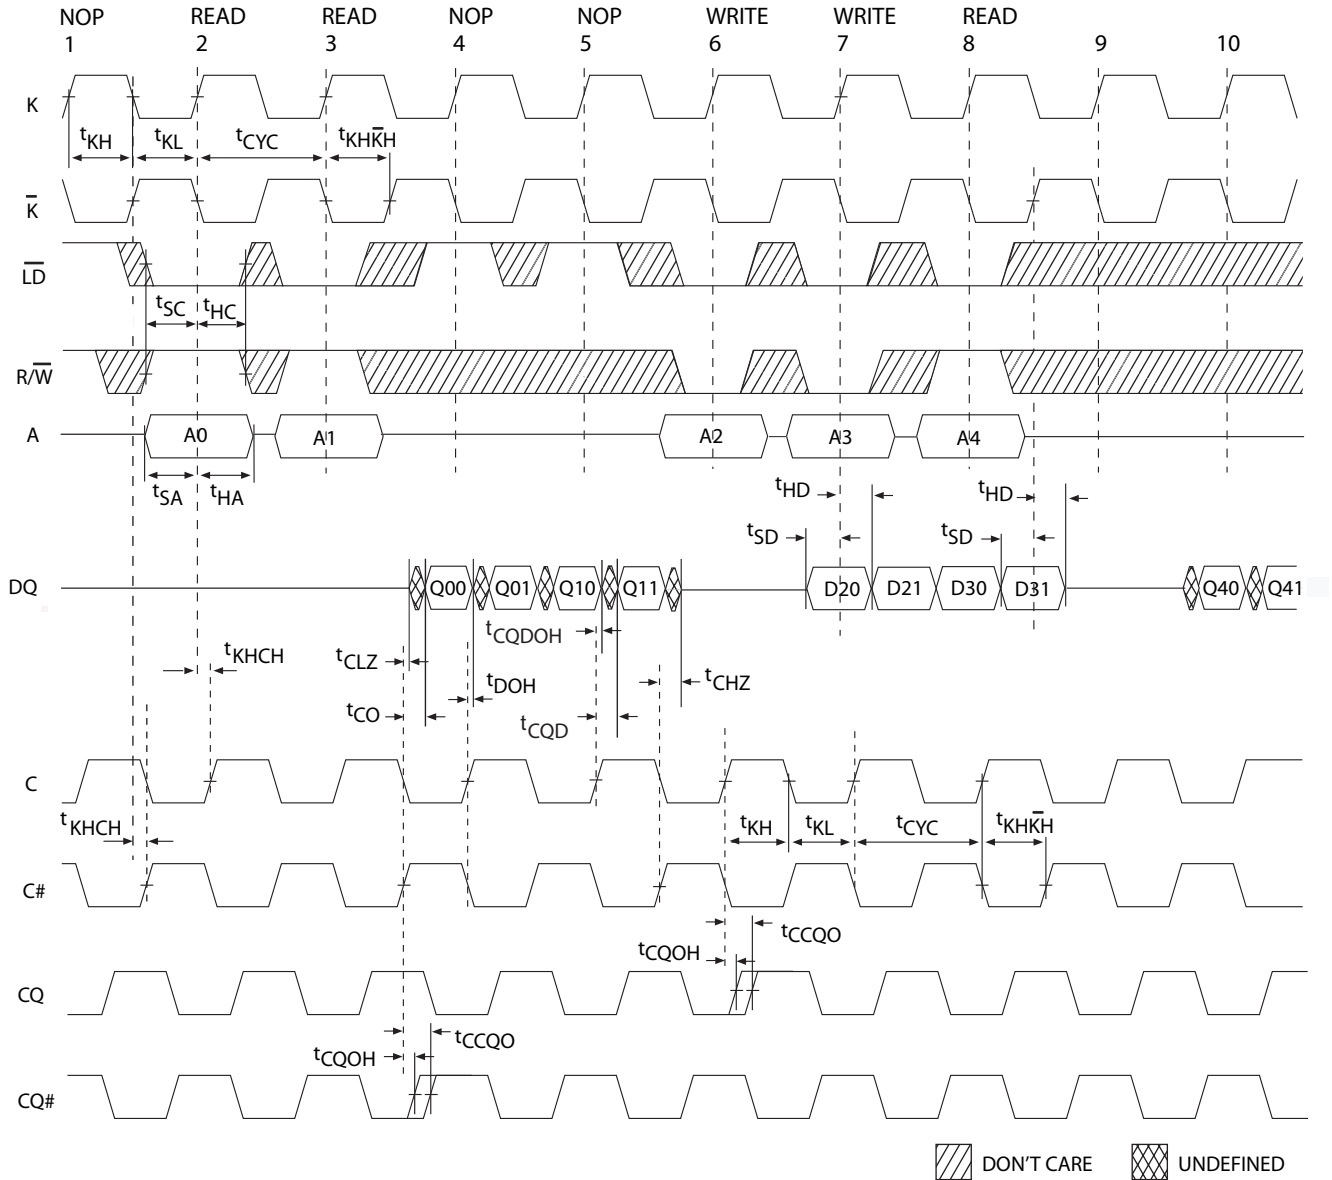 NOP READ READ NOP NOP WRITE WRITE READ
1 2 3 4 5 6 7 8 9 10
K
tKH tKL tCYC tKHK̅H
K̅
L̅D̅
tSC tHC
R/W̅
A A0 A1 A2 A3 A4
tSA tHA tHD tHD
tSD tSD
DQ Q00 Q01 Q10 Q11 D20 D21 D30 D31 Q40 Q41
tCQDOH
tKHCH tCLZ tDOH tCHZ
tCO tCQD
C
tKHCH tKH tKL tCYC tKHK̅H
C#
tCCQO
tCQOH
CQ
tCCQO
tCQOH
CQ#
DON'T CARE UNDEFINED